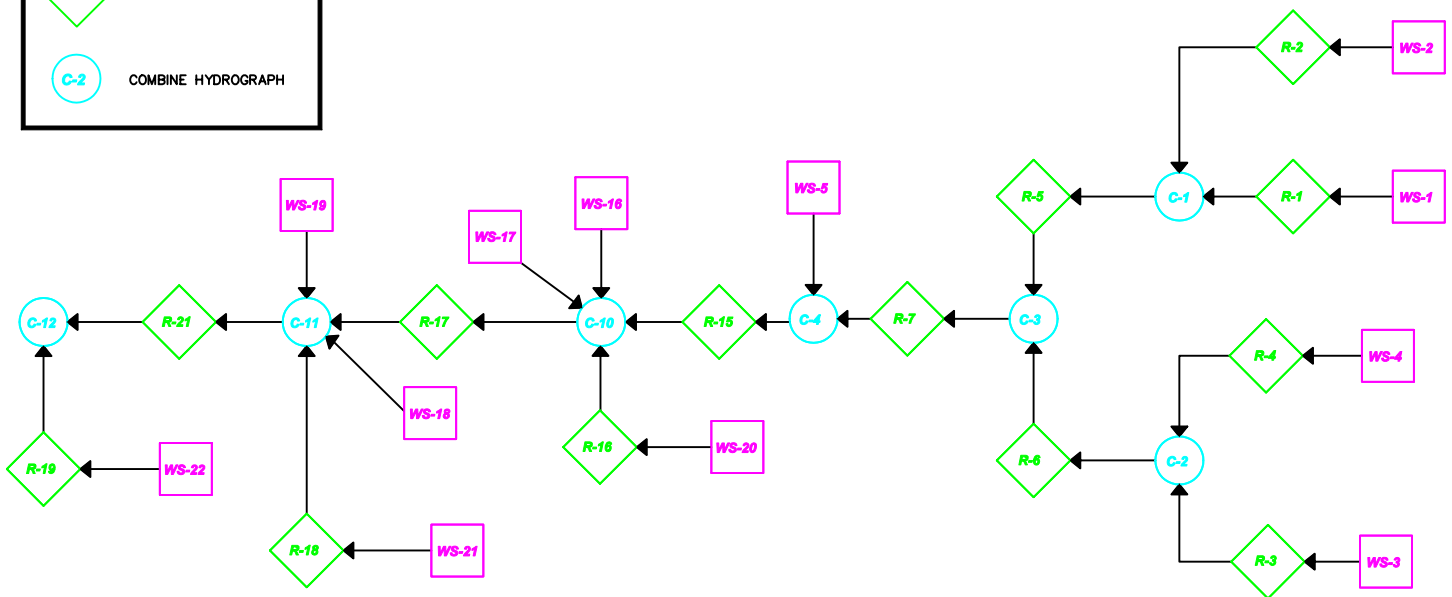 C-2 COMBINE HYDROGRAPH
R-2
WS-2
WS-19
WS-16
WS-5
R-5
C-1
R-1
WS-1
WS-17
C-12
R-21
C-11
R-17
C-10
R-15
C-4
R-7
C-3
R-4
WS-4
WS-18
R-19
WS-22
R-16
WS-20
R-6
C-2
R-18
WS-21
R-3
WS-3